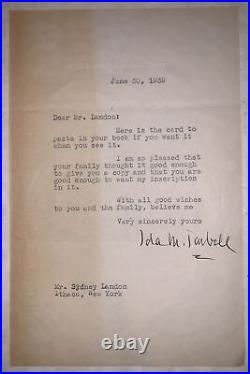 June 30, 1939
Dear Mr. Landon:
Here is the card to
paste in your book if you want it
when you see it.
I am so pleased that
your family thought it good enough
to give you a copy and that you are
good enough to want my inscription
in it.
With all good wishes
to you and the family, believe me
Very sincerely yours
Ida M. Tarbell
Mr. Sydney Landon
Ithaca, New York